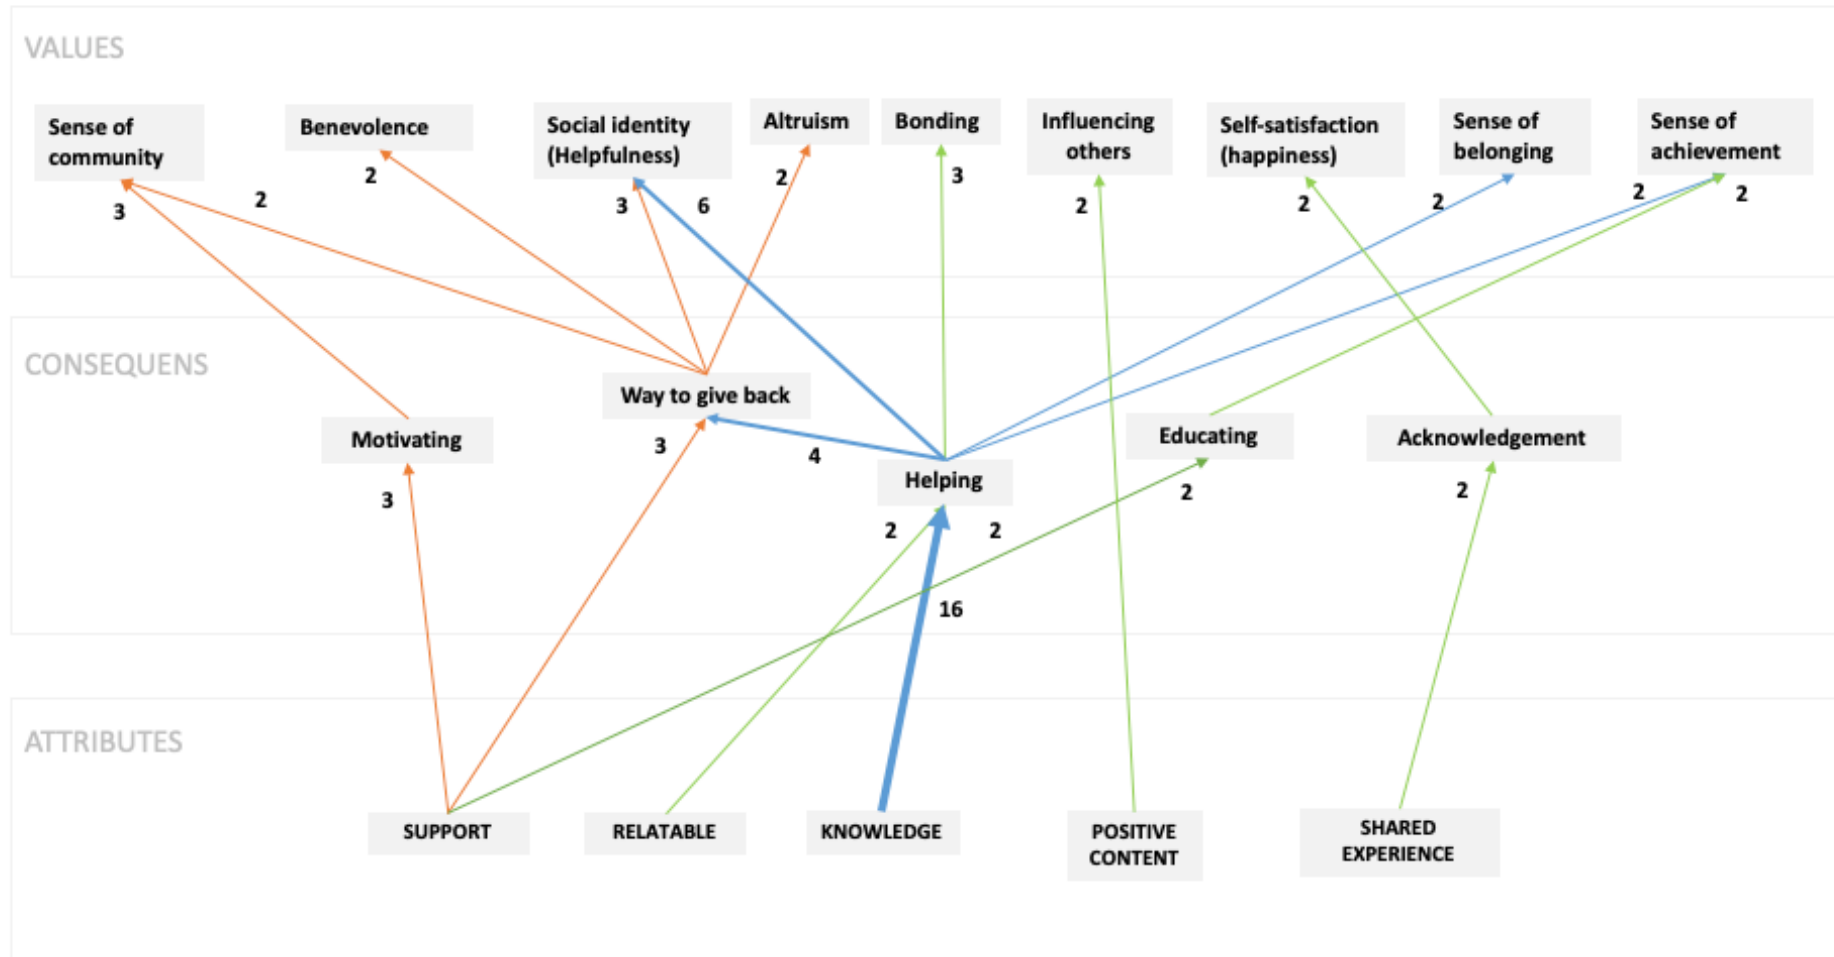 VALUES
Sense of
community
Benevolence
Social identity
(Helpfulness)
Altruism
Bonding
Influencing
others
Self-satisfaction
(happiness)
Sense of
belonging
Sense of
achievement
3
2
2
3
6
2
3
2
2
2
2
2
CONSEQUENS
Motivating
Way to give back
Helping
Educating
Acknowledgement
3
3
4
2
2
2
2
16
ATTRIBUTES
SUPPORT
RELATABLE
KNOWLEDGE
POSITIVE
CONTENT
SHARED
EXPERIENCE